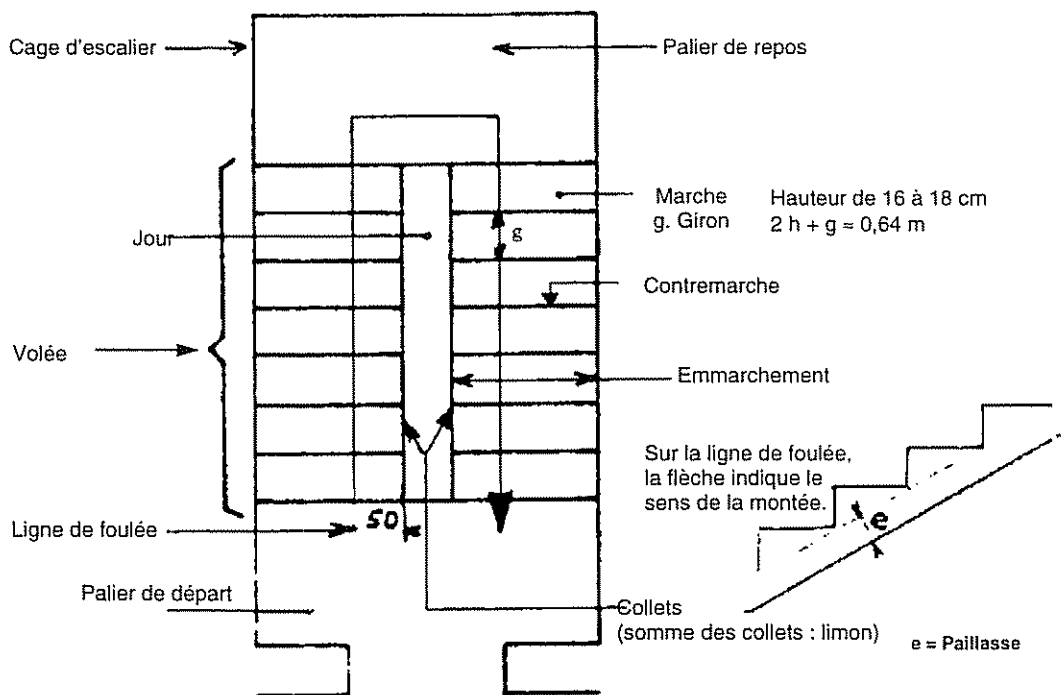 Cage d'escalier
Palier de repos
Marche Hauteur de 16 à 18 cm
g. Giron 2 h + g = 0,64 m
Jour
g
Contremarche
Volée
Emmarchement
Sur la ligne de foulée,
la flèche indique le
sens de la montée.
e
50
Ligne de foulée
Palier de départ
Collets
(somme des collets : limon)
e = Paillasse